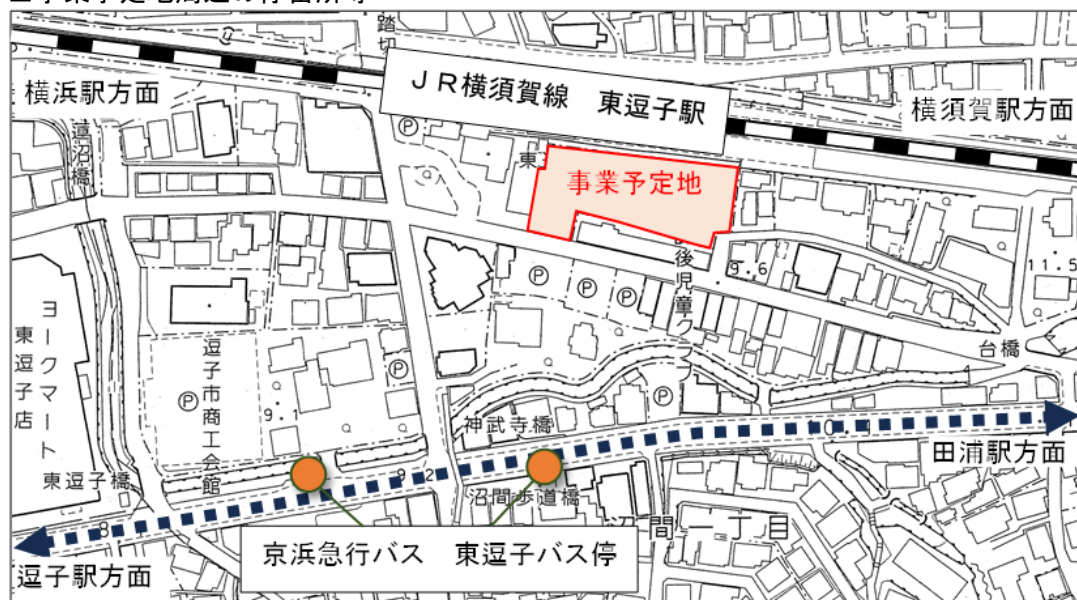 踏切
横浜駅方面
JR横須賀線 東逗子駅
横須賀駅方面
道沼橋
Ⓟ
東
事業予定地
後児童ク
9.6
11.5
Ⓟ
Ⓟ
Ⓟ
ヨークマート
東逗子店
逗子市商工会館
Ⓟ
Ⓟ
9.1
台橋
Ⓟ
神武寺橋
田浦駅方面
東逗子橋
9.2
沼間歩道橋
京浜急行バス 東逗子バス停
間一丁目
逗子駅方面